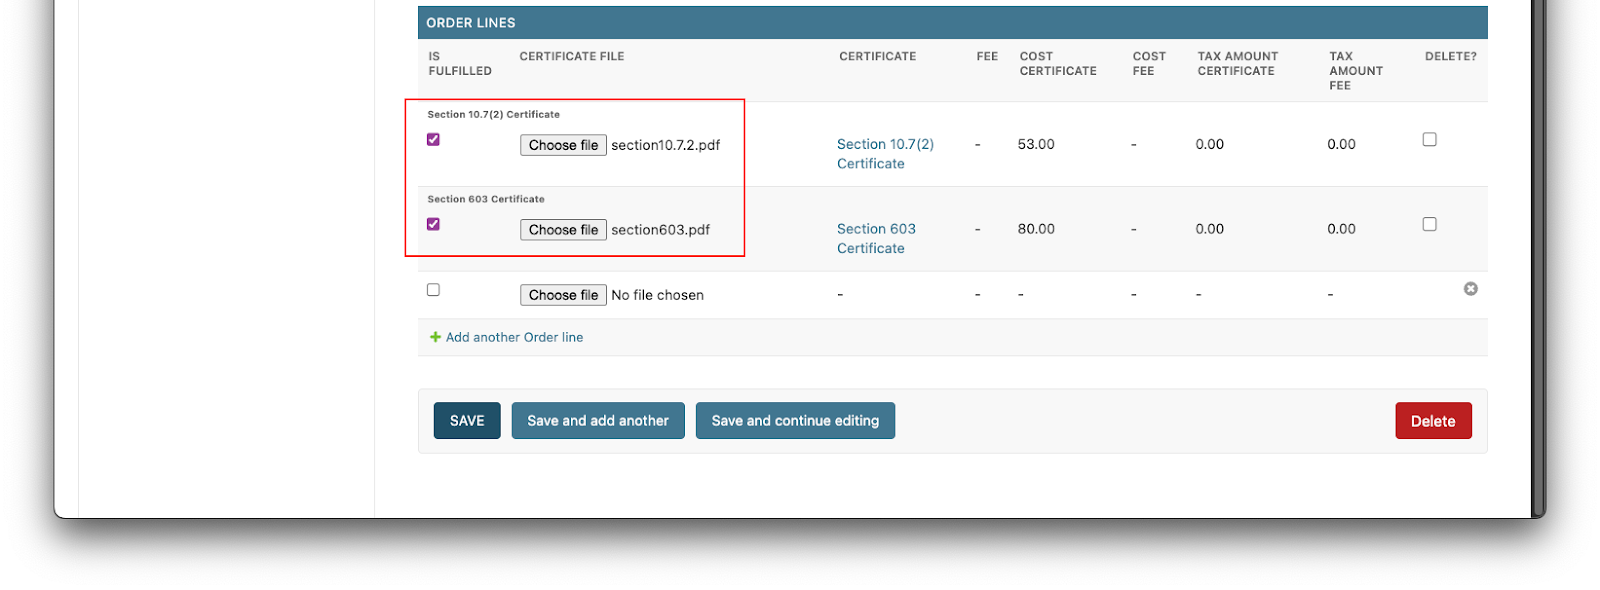 ORDER LINES
IS FULFILLED CERTIFICATE FILE CERTIFICATE FEE COST CERTIFICATE COST FEE TAX AMOUNT CERTIFICATE TAX AMOUNT FEE DELETE?
Section 10.7(2) Certificate
Choose file section10.7.2.pdf Section 10.7(2) Certificate - 53.00 - 0.00 0.00
Section 603 Certificate
Choose file section603.pdf Section 603 Certificate - 80.00 - 0.00 0.00
Choose file No file chosen - - - - - -
Add another Order line
SAVE Save and add another Save and continue editing Delete